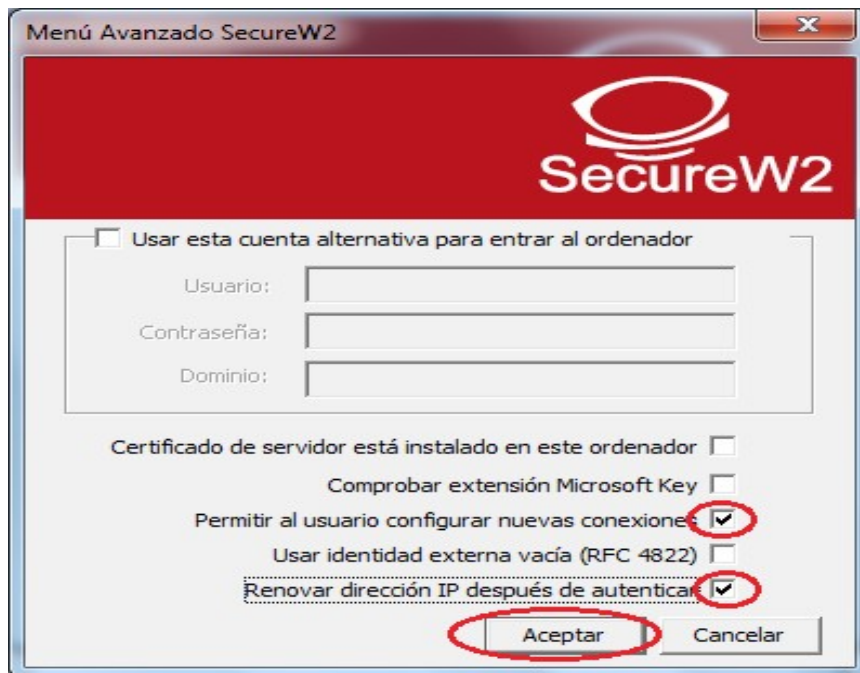 Menú Avanzado SecureW2
SecureW2
Usar esta cuenta alternativa para entrar al ordenador
Usuario:
Contraseña:
Dominio:
Certificado de servidor está instalado en este ordenador
Comprobar extensión Microsoft Key
Permitir al usuario configurar nuevas conexiones
Usar identidad externa vacía (RFC 4822)
Renovar dirección IP después de autenticar
Aceptar Cancelar